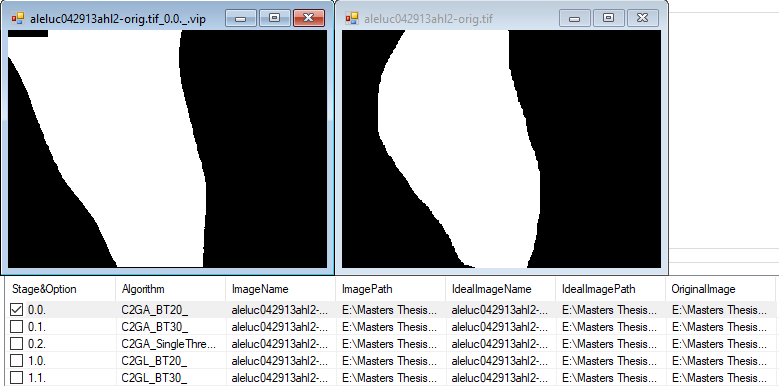 aleluc042913ahl2-orig.tif_0.0._.vip
aleluc042913ahl2-orig.tif
Stage&Option Algorithm ImageName ImagePath IdealImageName IdealImagePath OriginalImage
0.0. C2GA_BT20_ aleluc042913ahl2-... E:\Masters Thesis... aleluc042913ahl2-... E:\Masters Thesis... E:\Masters Thesis...
0.1. C2GA_BT30_ aleluc042913ahl2-... E:\Masters Thesis... aleluc042913ahl2-... E:\Masters Thesis... E:\Masters Thesis...
0.2. C2GA_SingleThre... aleluc042913ahl2-... E:\Masters Thesis... aleluc042913ahl2-... E:\Masters Thesis... E:\Masters Thesis...
1.0. C2GL_BT20_ aleluc042913ahl2-... E:\Masters Thesis... aleluc042913ahl2-... E:\Masters Thesis... E:\Masters Thesis...
1.1. C2GL_BT30_ aleluc042913ahl2-... E:\Masters Thesis... aleluc042913ahl2-... E:\Masters Thesis... E:\Masters Thesis...